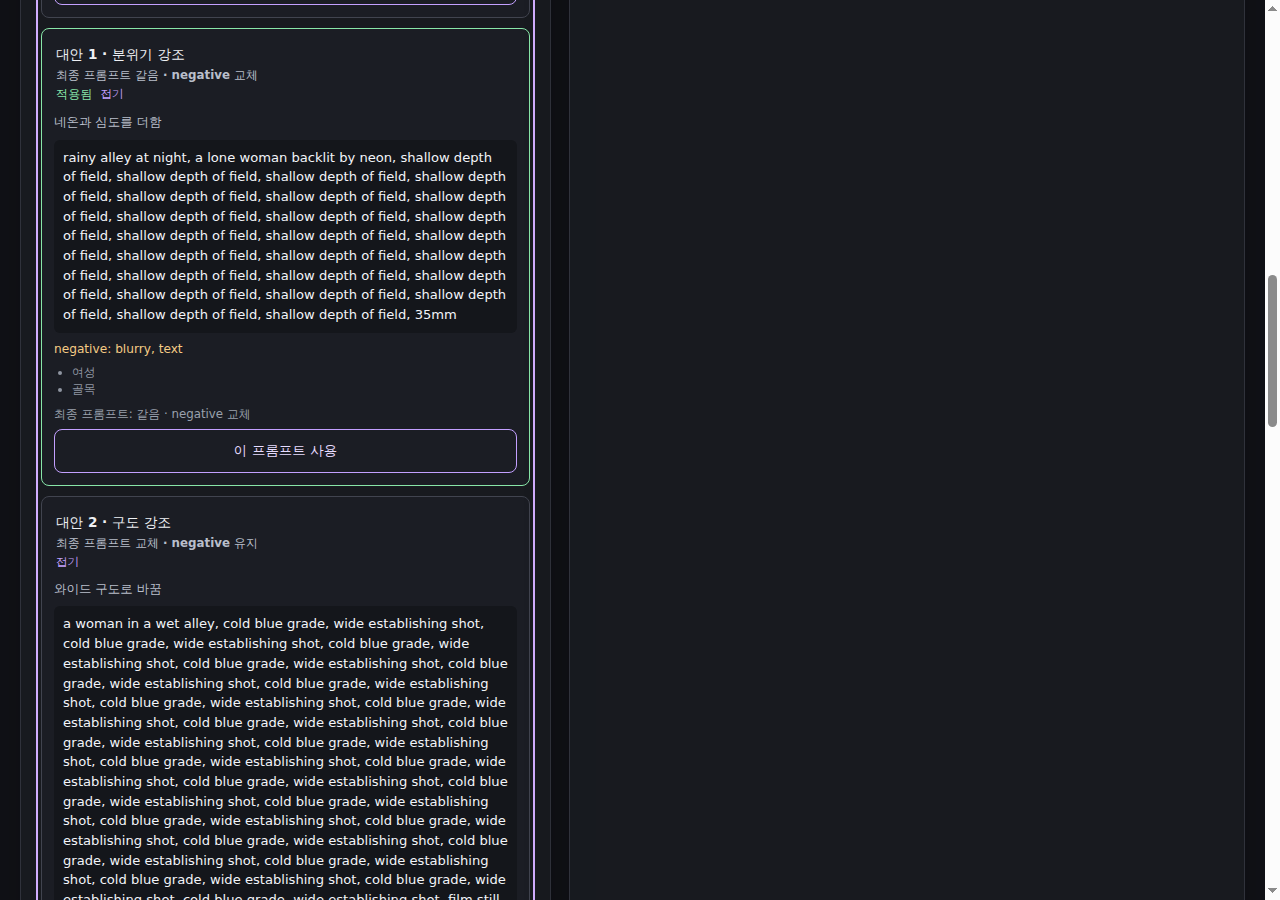 대안 1 · 분위기 강조
최종 프롬프트 같음 · negative 교체
적용됨 접기
네온과 심도를 더함
rainy alley at night, a lone woman backlit by neon, shallow depth
of field, shallow depth of field, shallow depth of field, shallow depth
of field, shallow depth of field, shallow depth of field, shallow depth
of field, shallow depth of field, shallow depth of field, shallow depth
of field, shallow depth of field, shallow depth of field, shallow depth
of field, shallow depth of field, shallow depth of field, shallow depth
of field, shallow depth of field, shallow depth of field, shallow depth
of field, shallow depth of field, shallow depth of field, shallow depth
of field, shallow depth of field, shallow depth of field, 35mm
negative: blurry, text
• 여성
• 골목
최종 프롬프트: 같음 · negative 교체
이 프롬프트 사용
대안 2 · 구도 강조
최종 프롬프트 교체 · negative 유지
접기
와이드 구도로 바꿈
a woman in a wet alley, cold blue grade, wide establishing shot,
cold blue grade, wide establishing shot, cold blue grade, wide
establishing shot, cold blue grade, wide establishing shot, cold blue
grade, wide establishing shot, cold blue grade, wide establishing
shot, cold blue grade, wide establishing shot, cold blue grade, wide
establishing shot, cold blue grade, wide establishing shot, cold blue
grade, wide establishing shot, cold blue grade, wide establishing
shot, cold blue grade, wide establishing shot, cold blue grade, wide
establishing shot, cold blue grade, wide establishing shot, cold blue
grade, wide establishing shot, cold blue grade, wide establishing
shot, cold blue grade, wide establishing shot, cold blue grade, wide
establishing shot, cold blue grade, wide establishing shot, cold blue
grade, wide establishing shot, cold blue grade, wide establishing
shot, cold blue grade, wide establishing shot, cold blue grade, wide
establishing shot, cold blue grade, wide establishing shot, film still